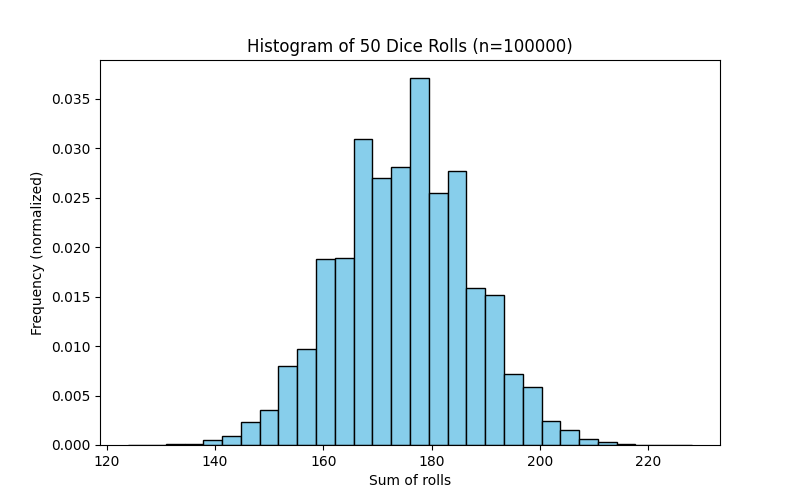 Histogram of 50 Dice Rolls (n=100000)
Frequency (normalized)
0.035
0.030
0.025
0.020
0.015
0.010
0.005
0.000
120 140 160 180 200 220
Sum of rolls